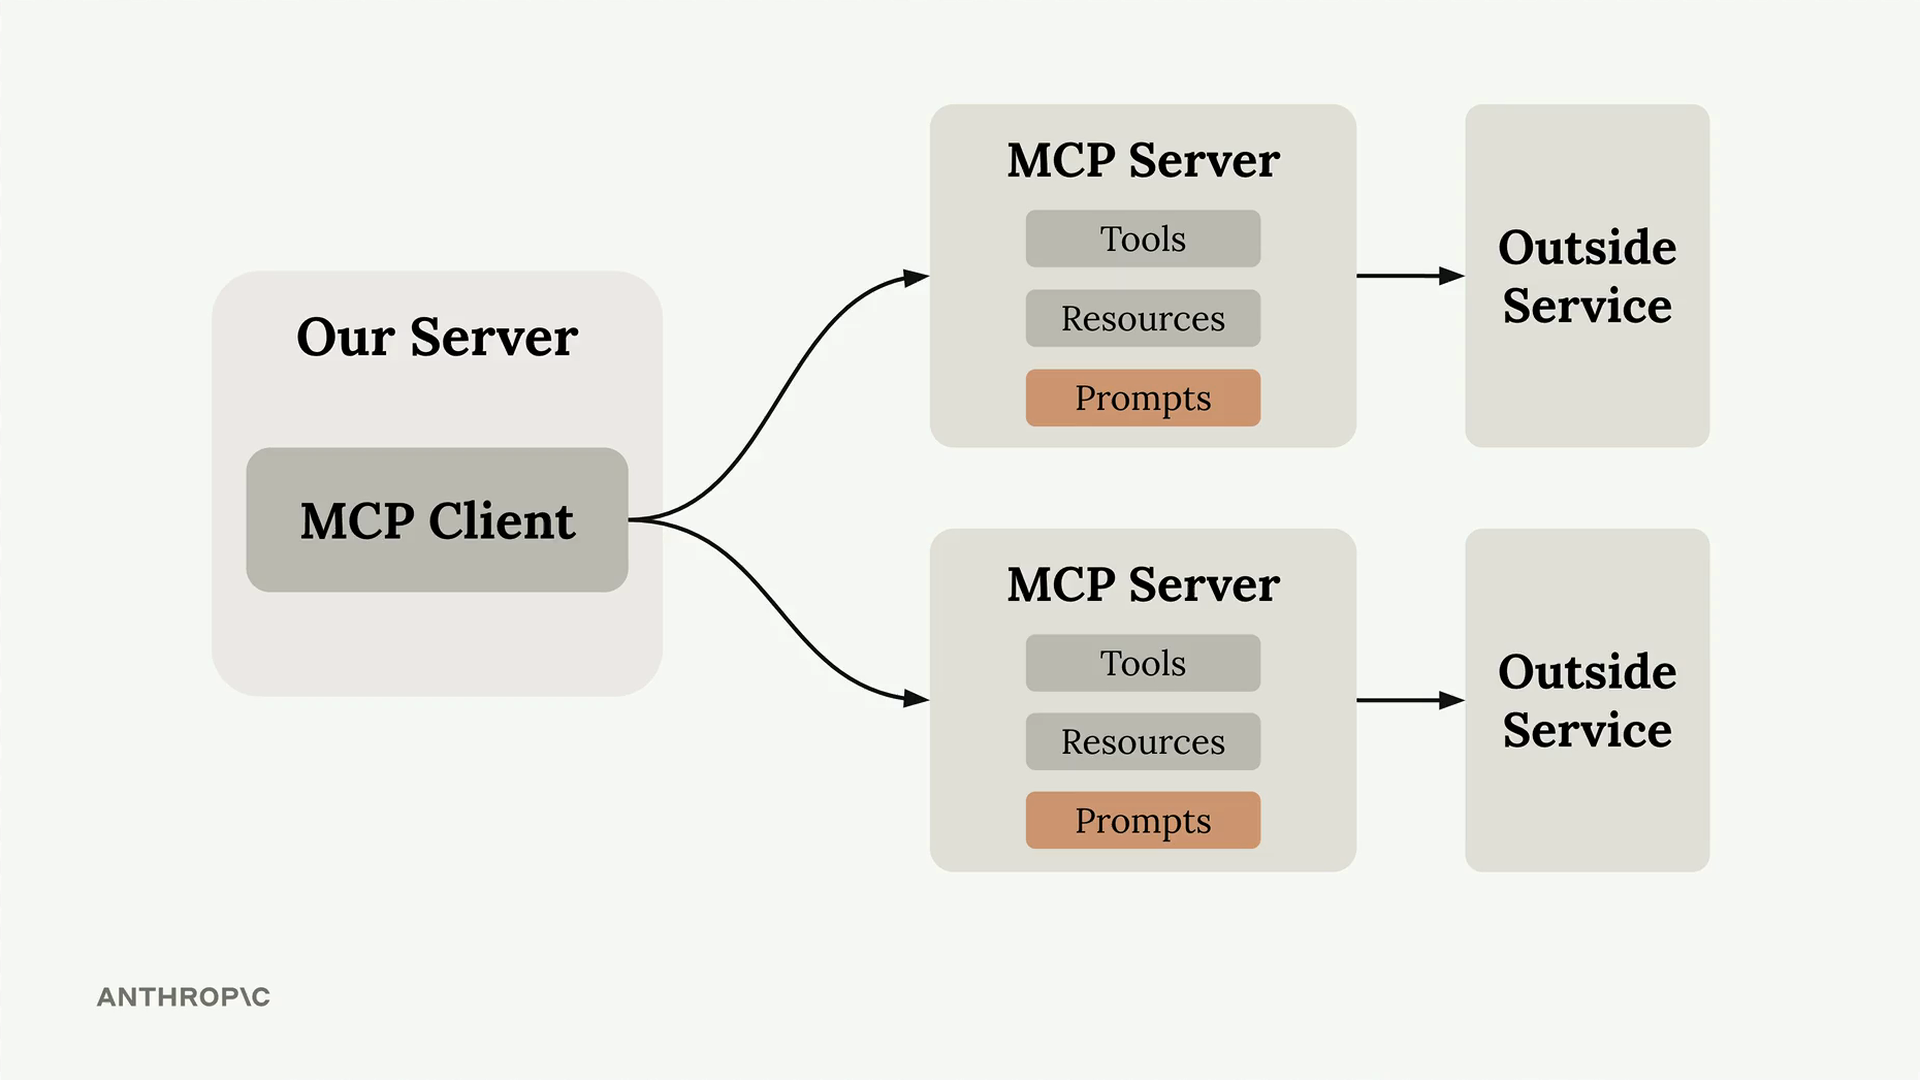 Our Server
MCP Client
MCP Server
Tools
Resources
Prompts
Outside
Service
MCP Server
Tools
Resources
Prompts
Outside
Service
ANTHROP\C